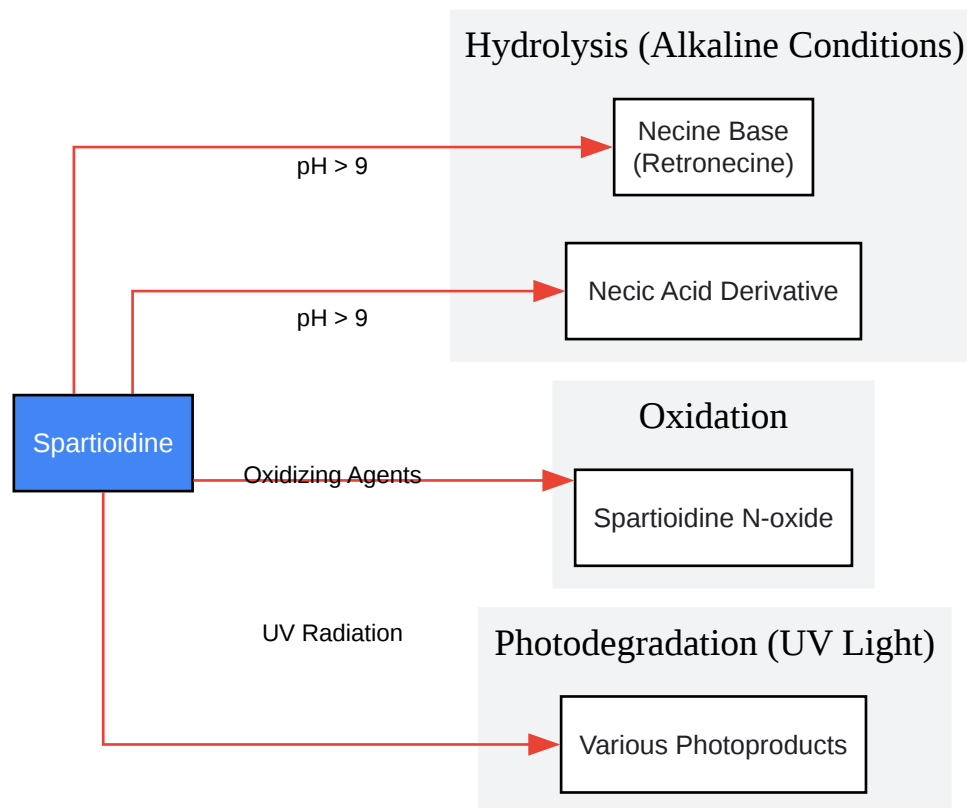 Hydrolysis (Alkaline Conditions)
Necine Base
(Retronecine)
pH > 9
Necic Acid Derivative
pH > 9
Spartioidine
Oxidation
Oxidizing Agents
Spartioidine N-oxide
UV Radiation
Photodegradation (UV Light)
Various Photoproducts